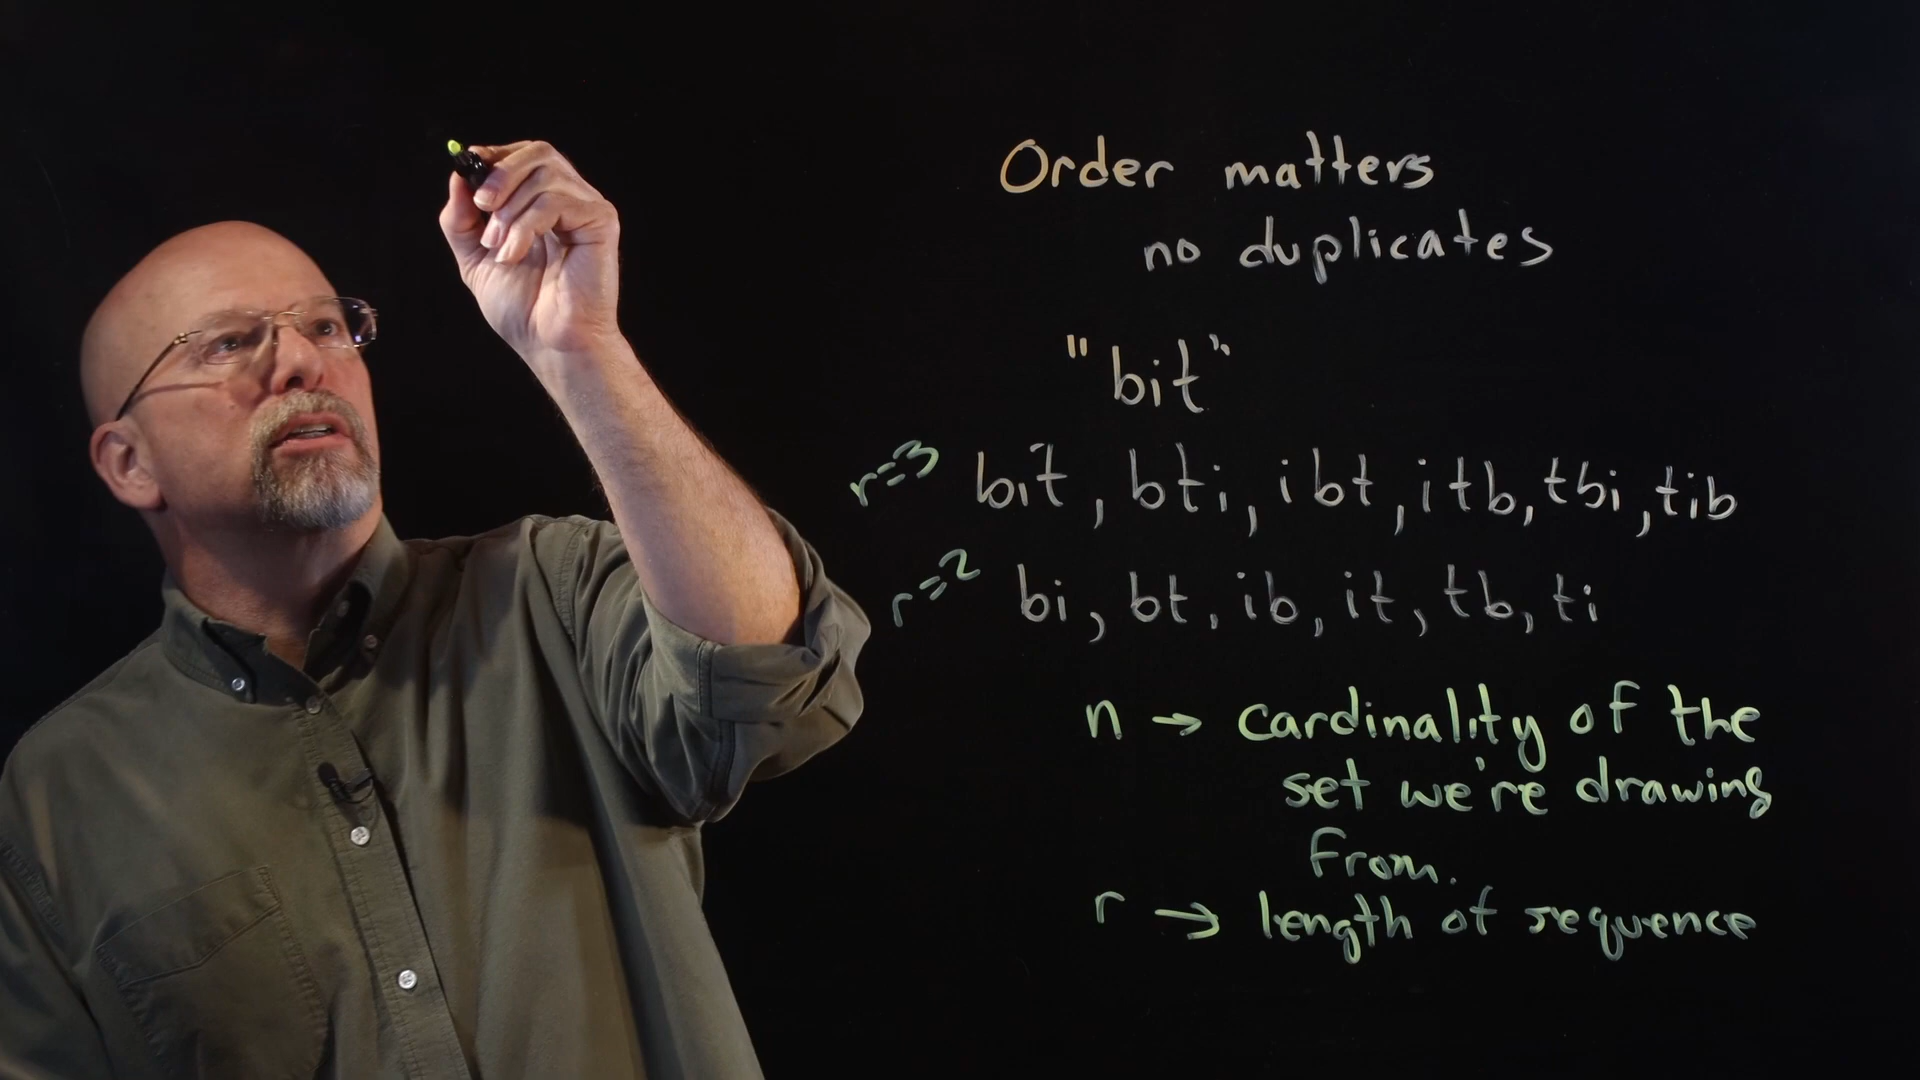 Order matters
no duplicates
"bit"
r=3 bit, bti, ibt, itb, tbi, tib
r=2 bi, bt, ib, it, tb, ti
n → cardinality of the
set we're drawing
from.
r → length of sequence